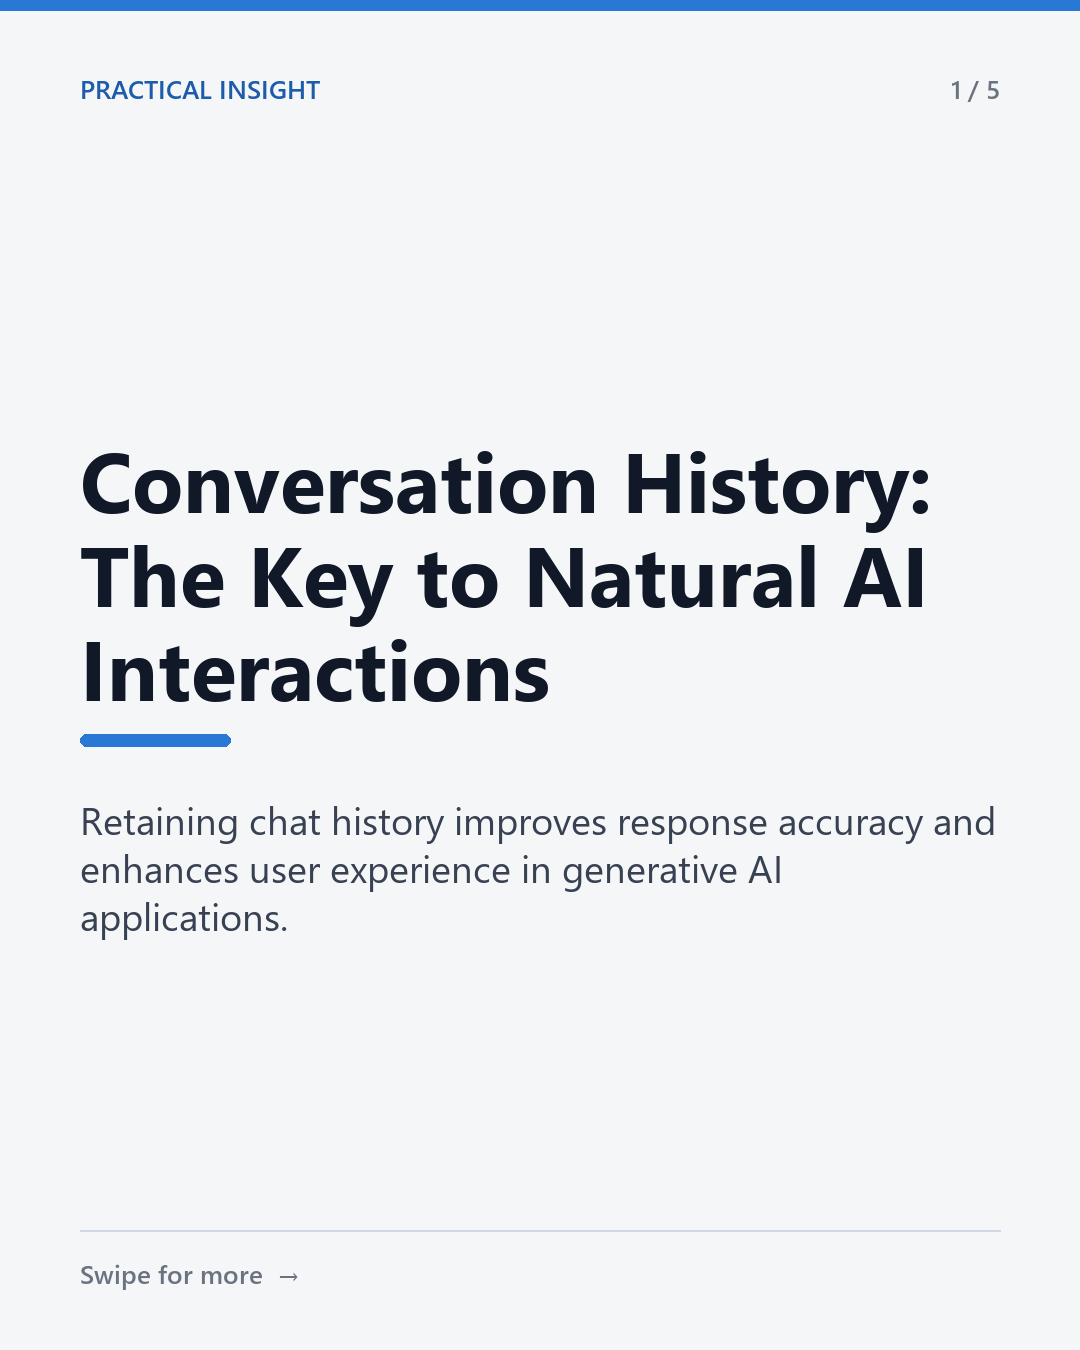 PRACTICAL INSIGHT
1 / 5
Conversation History:
The Key to Natural AI
Interactions
Retaining chat history improves response accuracy and
enhances user experience in generative AI
applications.
Swipe for more →